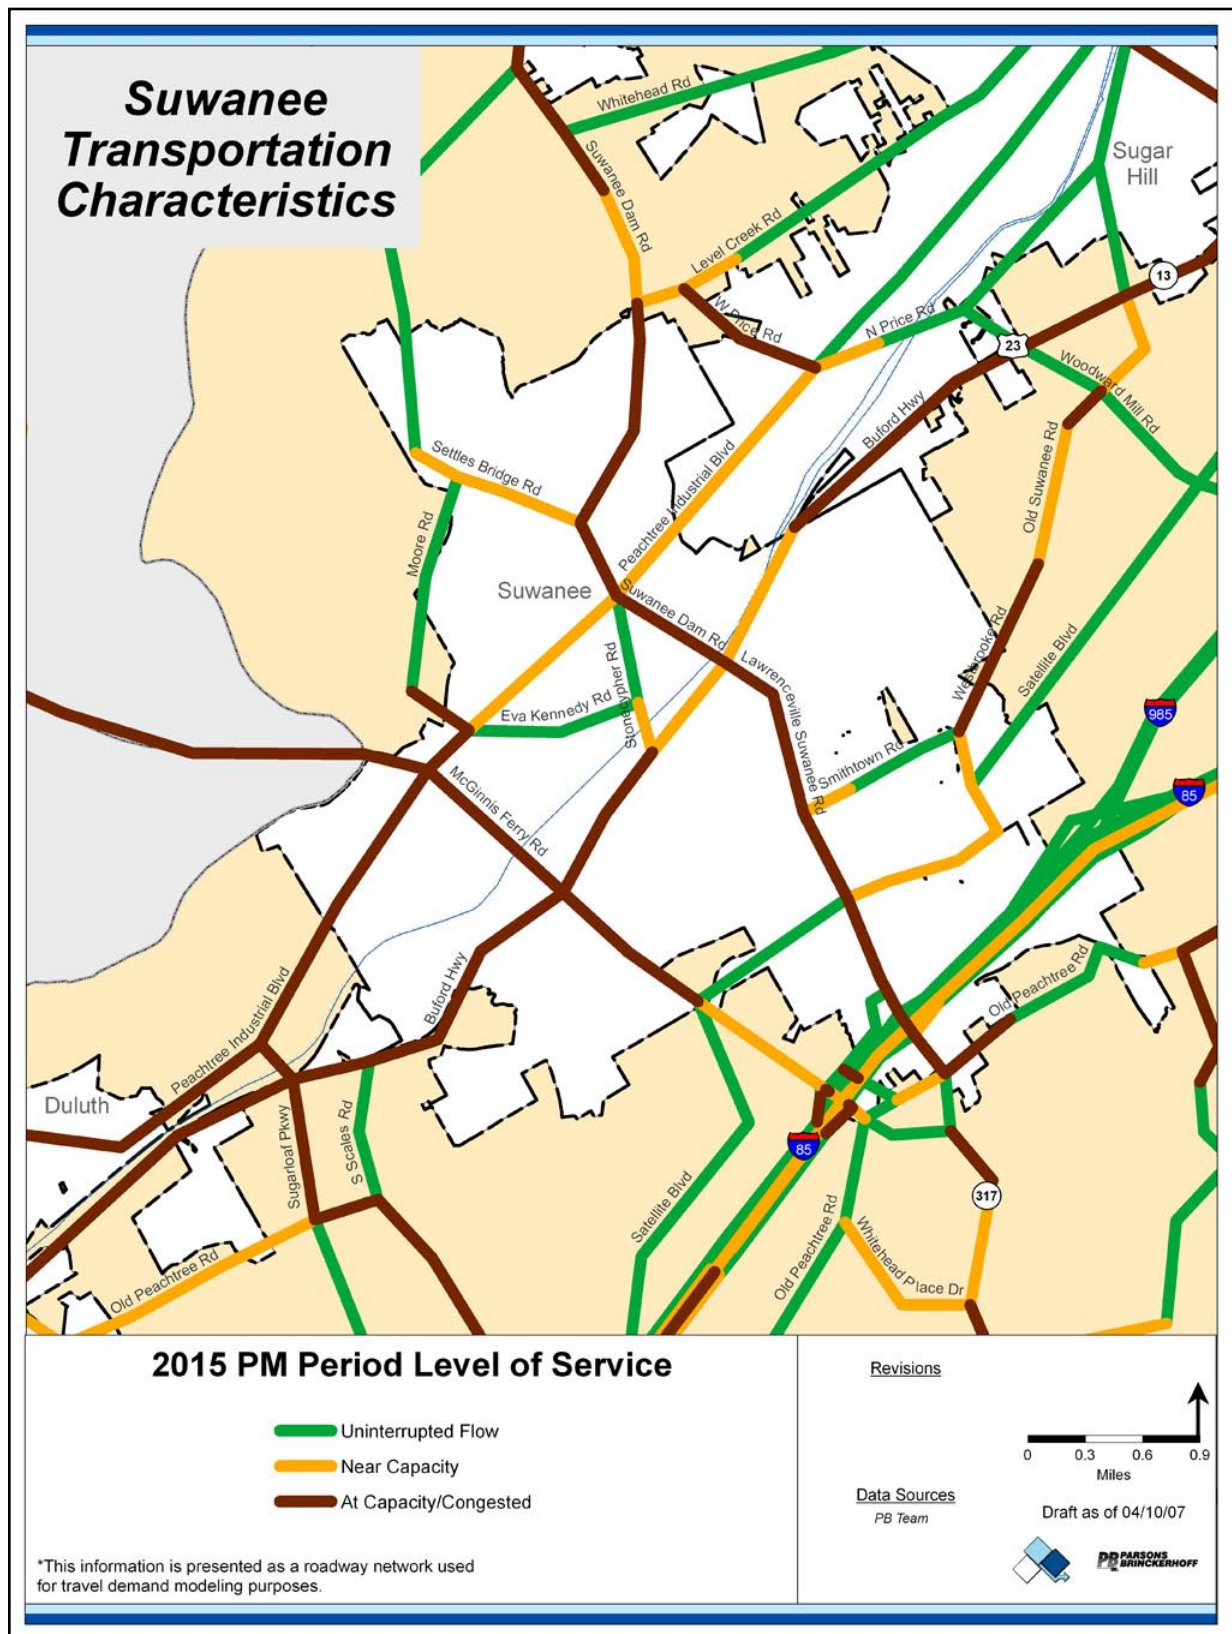 Suwanee
Transportation
Characteristics
Whitehead Rd
Suwanee Dam Rd
Level Creek Rd
Sugar
Hill
13
W Price Rd
N Price Rd
23
Woodward Mill Rd
Buford Hwy
Settles Bridge Rd
Old Suwanee Rd
Peachtree Industrial Blvd
Moore Rd
Suwanee
Suwanee Dam Rd
Lawrenceville Suwanee Rd
Westbrooke Rd
Satellite Blvd
Stonecypher Rd
Eva Kennedy Rd
985
Smithtown Rd
85
McGinnis Ferry Rd
Old Peachtree Rd
Buford Hwy
Peachtree Industrial Blvd
Duluth
Sugarloaf Pkwy
S Scales Rd
85
317
Satellite Blvd
Old Peachtree Rd
Whitehead Place Dr
Old Peachtree Rd
2015 PM Period Level of Service
Uninterrupted Flow
Near Capacity
At Capacity/Congested
*This information is presented as a roadway network used
for travel demand modeling purposes.
Revisions
0 0.3 0.6 0.9
Miles
Data Sources
PB Team
Draft as of 04/10/07
PB PARSONS
BRINCKERHOFF